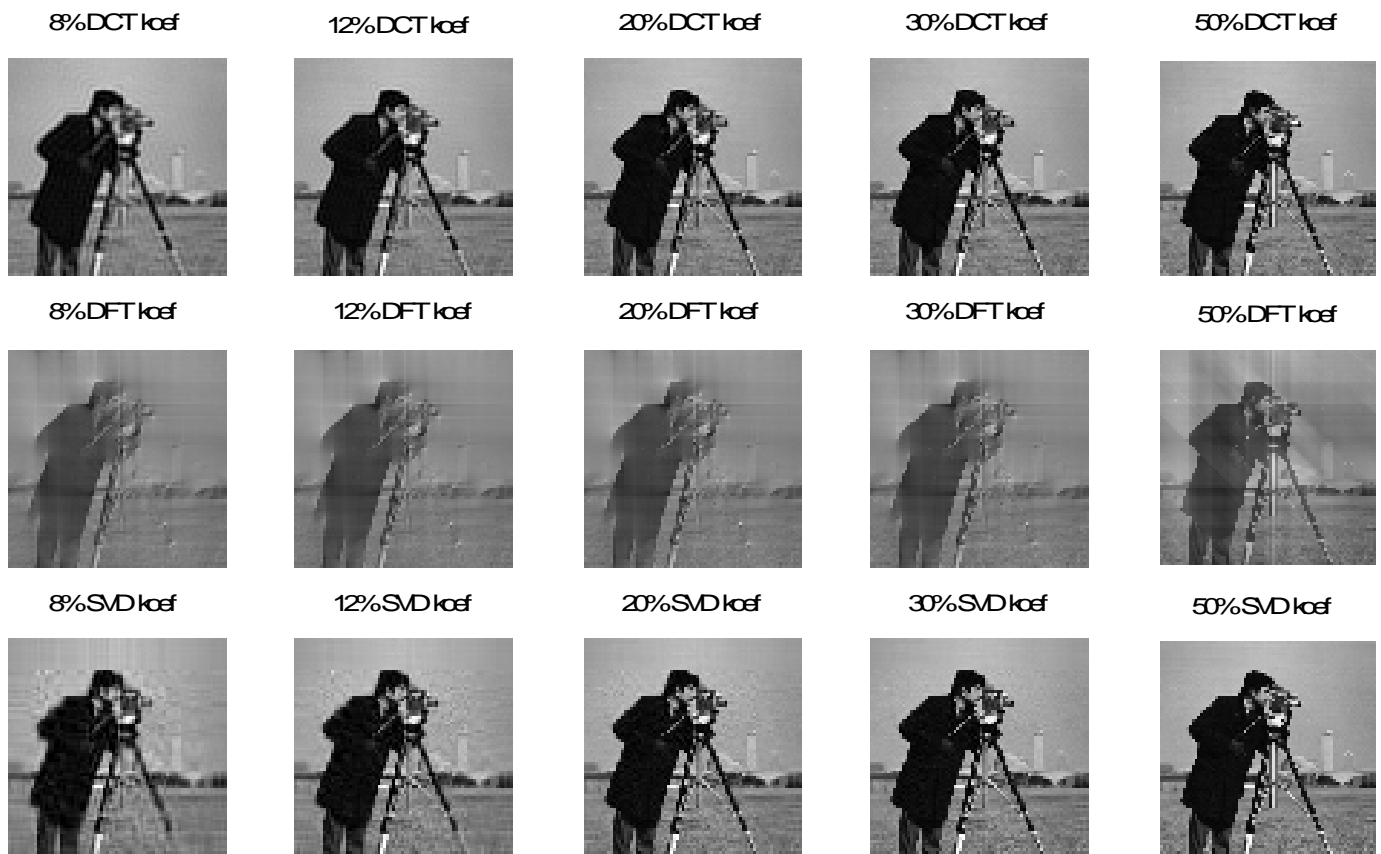 8% DCT koef
12% DCT koef
20% DCT koef
30% DCT koef
50% DCT koef
8% DFT koef
12% DFT koef
20% DFT koef
30% DFT koef
50% DFT koef
8% SVD koef
12% SVD koef
20% SVD koef
30% SVD koef
50% SVD koef